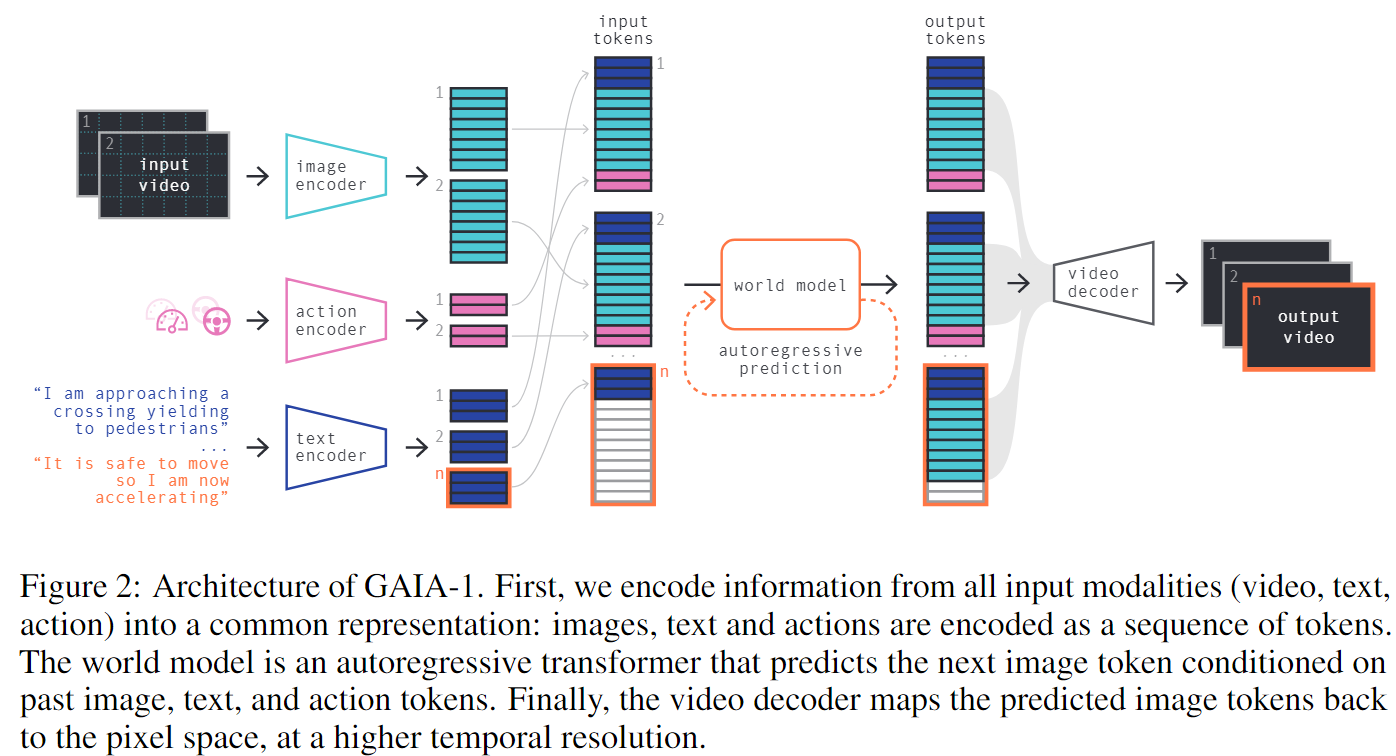 input
tokens
output
tokens
1
2
input
video
image
encoder
1
2
1
2
action
encoder
1
2
“I am approaching a
crossing yielding
to pedestrians”
...
“It is safe to move
so I am now
accelerating”
text
encoder
1
2
n
...
n
world model
autoregressive
prediction
...
video
decoder
1
2
n
output
video
Figure 2: Architecture of GAIA-1. First, we encode information from all input modalities (video, text,
action) into a common representation: images, text and actions are encoded as a sequence of tokens.
The world model is an autoregressive transformer that predicts the next image token conditioned on
past image, text, and action tokens. Finally, the video decoder maps the predicted image tokens back
to the pixel space, at a higher temporal resolution.